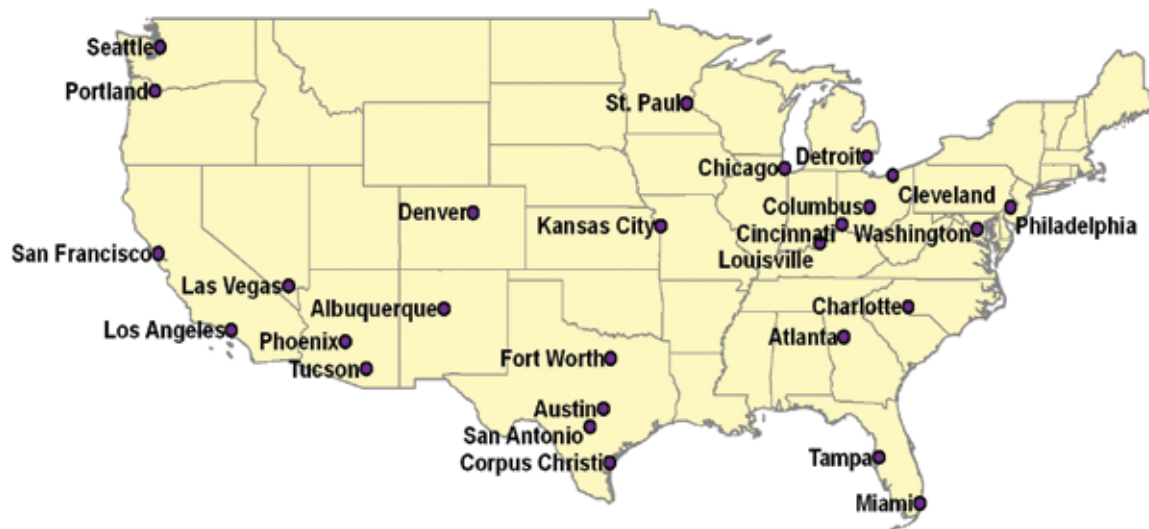 Seattle
Portland
St. Paul
Chicago
Detroit
Cleveland
Denver
Kansas City
Columbus
Cincinnati
Washington
Philadelphia
San Francisco
Louisville
Las Vegas
Albuquerque
Charlotte
Los Angeles
Phoenix
Atlanta
Tucson
Fort Worth
Austin
San Antonio
Corpus Christi
Tampa
Miami